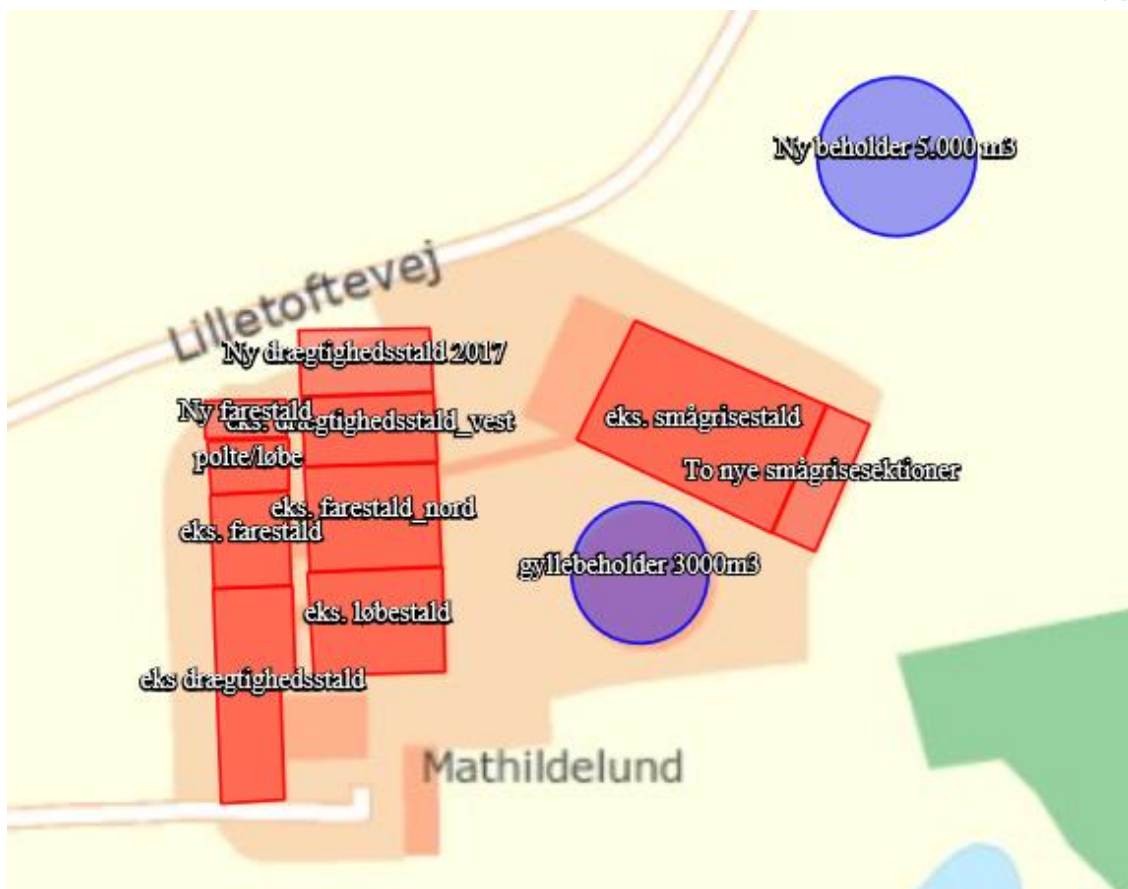 Ny beholder 5.000 m3
Lilletoftevej
Ny drægtighedsstald 2017
Ny farestald
eks. drægtighedsstald_vest
eks. smågrisestald
polte/løbe
To nye smågrisesektioner
eks. farestald_nord
eks. farestald
gyllebeholder 3000m3
eks. løbestald
eks drægtighedsstald
Mathildelund